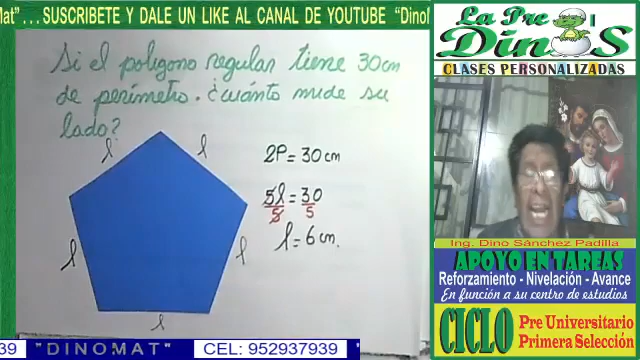 Mat”... SUSCRIBETE Y DALE UN LIKE AL CANAL DE YOUTUBE “Dinof
La Pre
DinoS
CLASES PERSONALIZADAS
Si el polígono regular tiene 30cm
de perímetro. ¿cuánto mide su
lado?
l
l
2P = 30 cm
5l = 30
5 5
l = 6 cm.
l
l
l
Ing. Dino Sánchez Padilla
APOYO EN TAREAS
Reforzamiento - Nivelación - Avance
En función a su centro de estudios
CICLO Pre Universitario
Primera Selección
39 "DINOMAT" CEL: 952937939